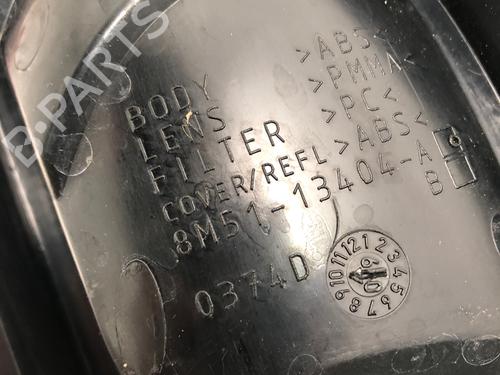 BODY >ABS<
LENS >PMMA<
FILTER >PC<
COVER/REFL >ABS<
8M51-13404-A
B
0374D
1 2 3 4 5 6 7 8 9 10 11 12
B-PARTS